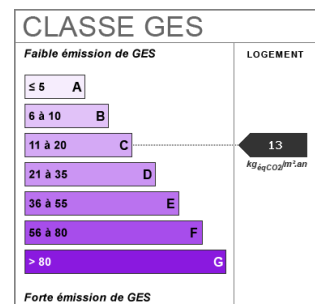 CLASSE GES
Faible émission de GES
LOGEMENT
≤ 5 A
6 à 10 B
11 à 20 C
13
kgéqCO2/m².an
21 à 35 D
36 à 55 E
56 à 80 F
> 80 G
Forte émission de GES